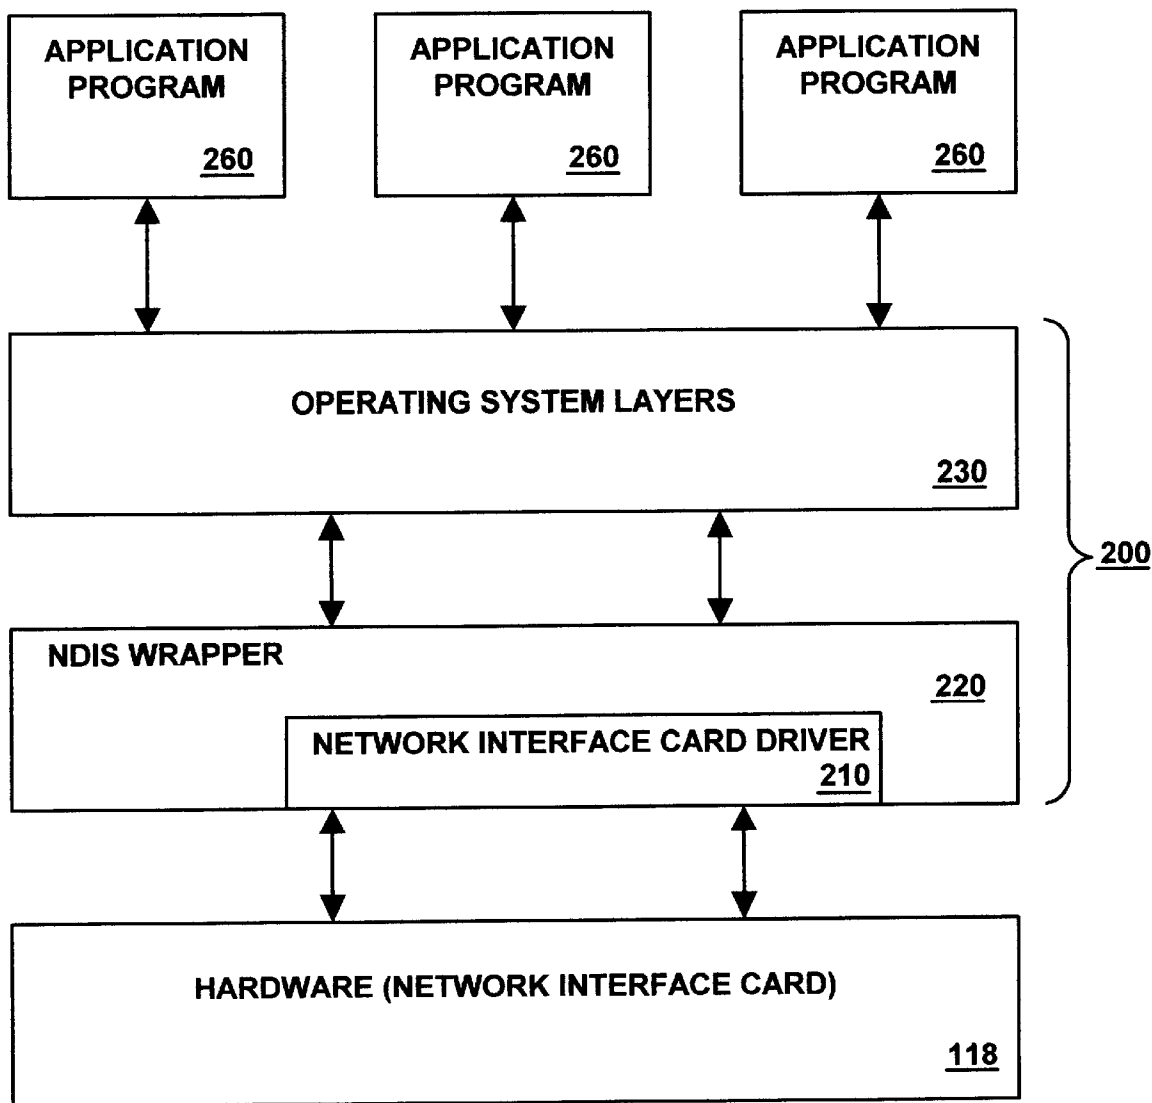 APPLICATION
PROGRAM
260
APPLICATION
PROGRAM
260
APPLICATION
PROGRAM
260
OPERATING SYSTEM LAYERS
230
200
NDIS WRAPPER
220
NETWORK INTERFACE CARD DRIVER
210
HARDWARE (NETWORK INTERFACE CARD)
118